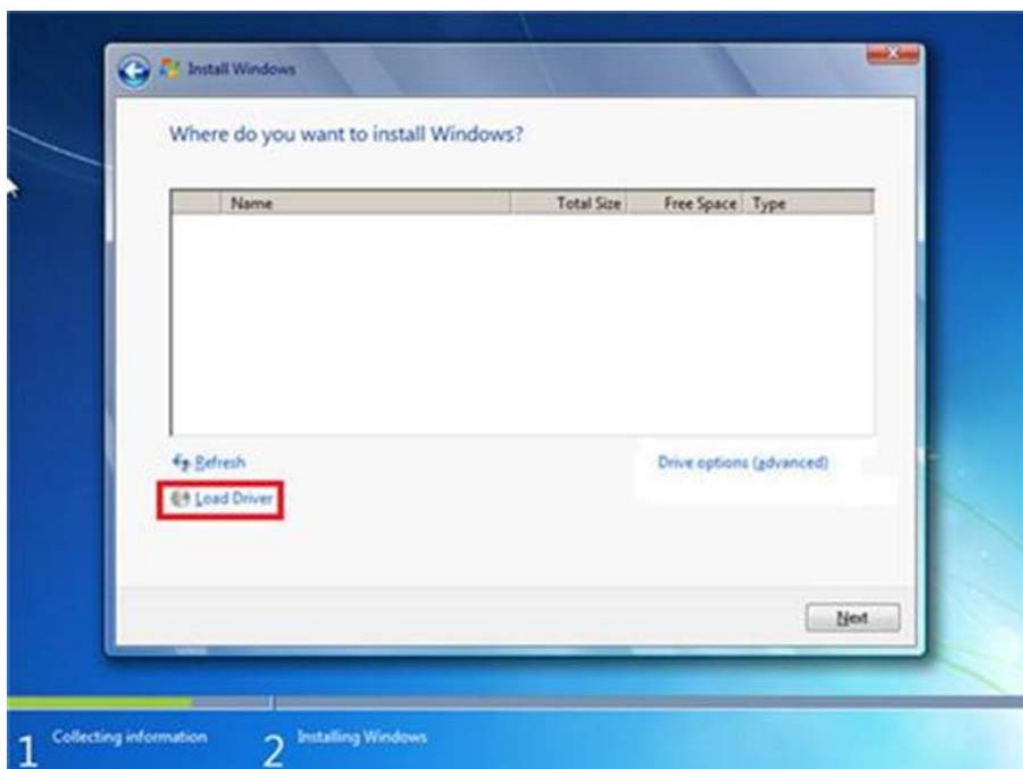 Install Windows
Where do you want to install Windows?
Name Total Size Free Space Type
Refresh
Drive options (advanced)
Load Driver
Next
1 Collecting information 2 Installing Windows